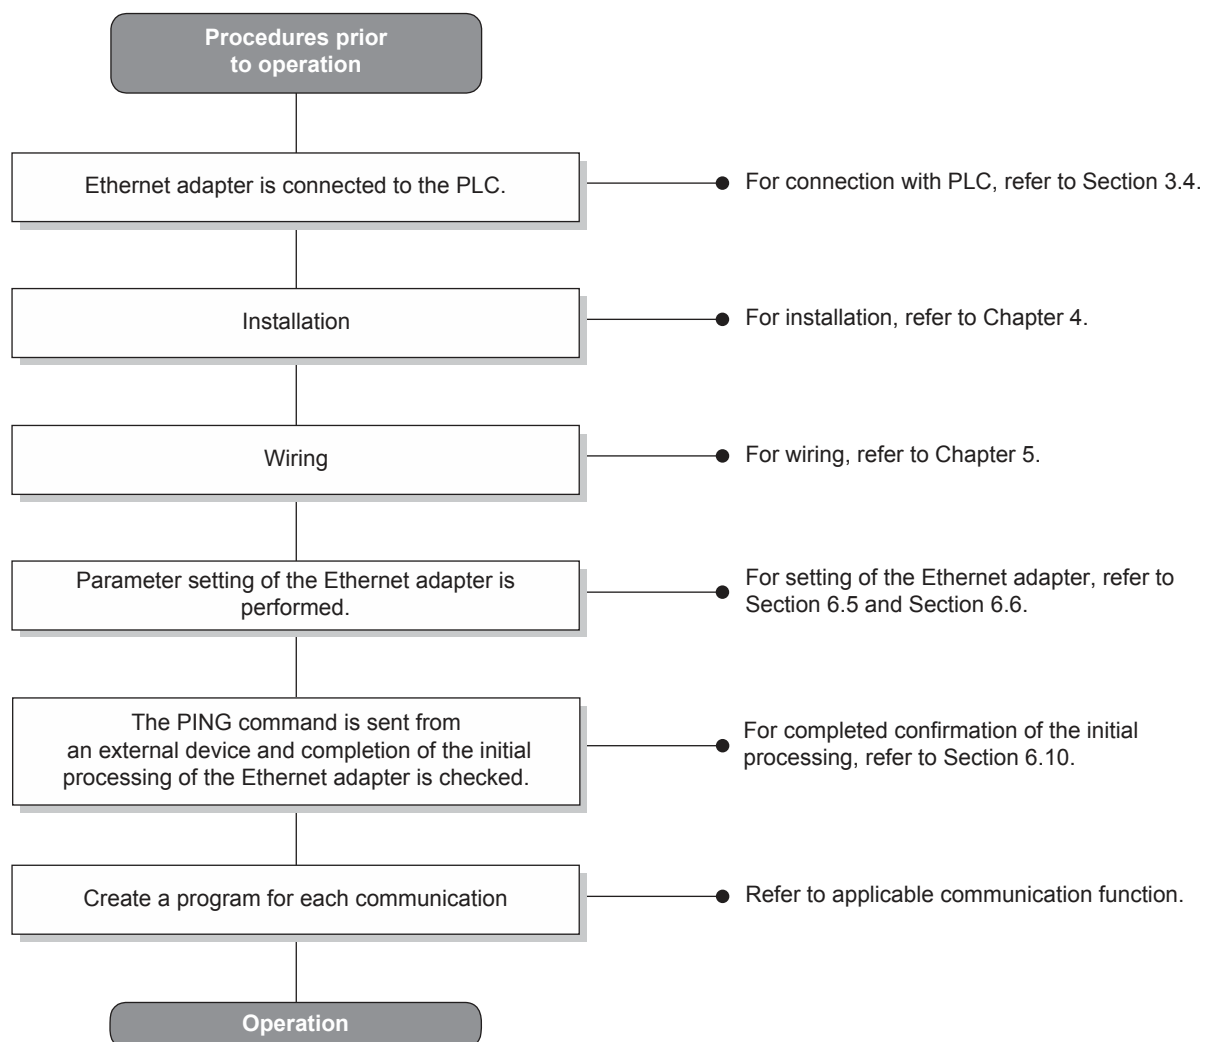 Procedures prior
to operation
Ethernet adapter is connected to the PLC.
For connection with PLC, refer to Section 3.4.
Installation
For installation, refer to Chapter 4.
Wiring
For wiring, refer to Chapter 5.
Parameter setting of the Ethernet adapter is
performed.
For setting of the Ethernet adapter, refer to
Section 6.5 and Section 6.6.
The PING command is sent from
an external device and completion of the initial
processing of the Ethernet adapter is checked.
For completed confirmation of the initial
processing, refer to Section 6.10.
Create a program for each communication
Refer to applicable communication function.
Operation